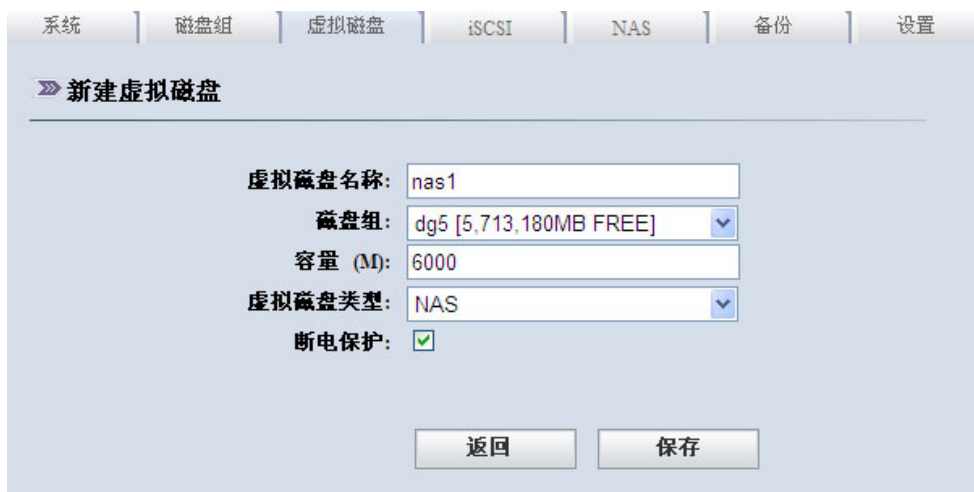 系统 磁盘组 虚拟磁盘 iSCSI NAS 备份 设置
新建虚拟磁盘
虚拟磁盘名称: nas1
磁盘组: dg5 [5,713,180MB FREE]
容量 (M): 6000
虚拟磁盘类型: NAS
断电保护:
返回 保存